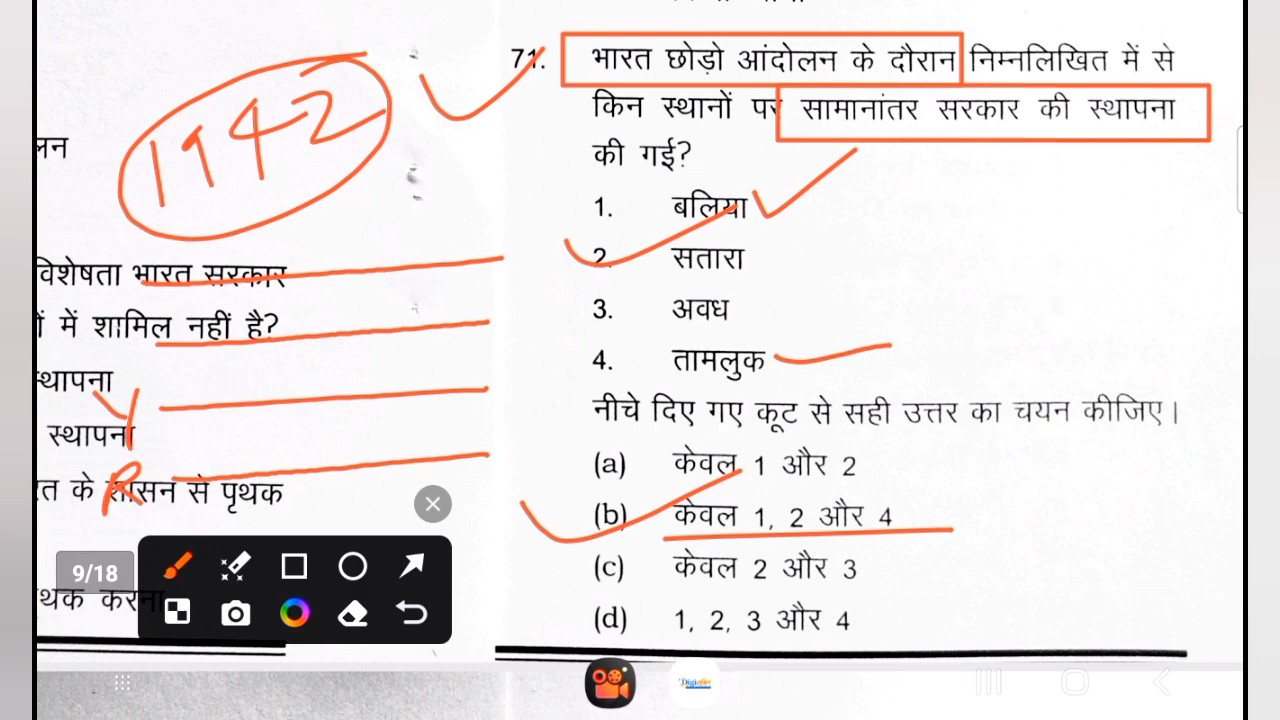 लन
1942
विशेषता भारत सरकार
में शामिल नहीं है?
स्थापना
स्थापना
के शासन से पृथक
करना
9/18
71. भारत छोड़ो आंदोलन के दौरान निम्नलिखित में से
किन स्थानों पर सामानांतर सरकार की स्थापना
की गई?
1. बलिया
2. सतारा
3. अवध
4. तामलुक
नीचे दिए गए कूट से सही उत्तर का चयन कीजिए।
(a) केवल 1 और 2
(b) केवल 1, 2 और 4
(c) केवल 2 और 3
(d) 1, 2, 3 और 4